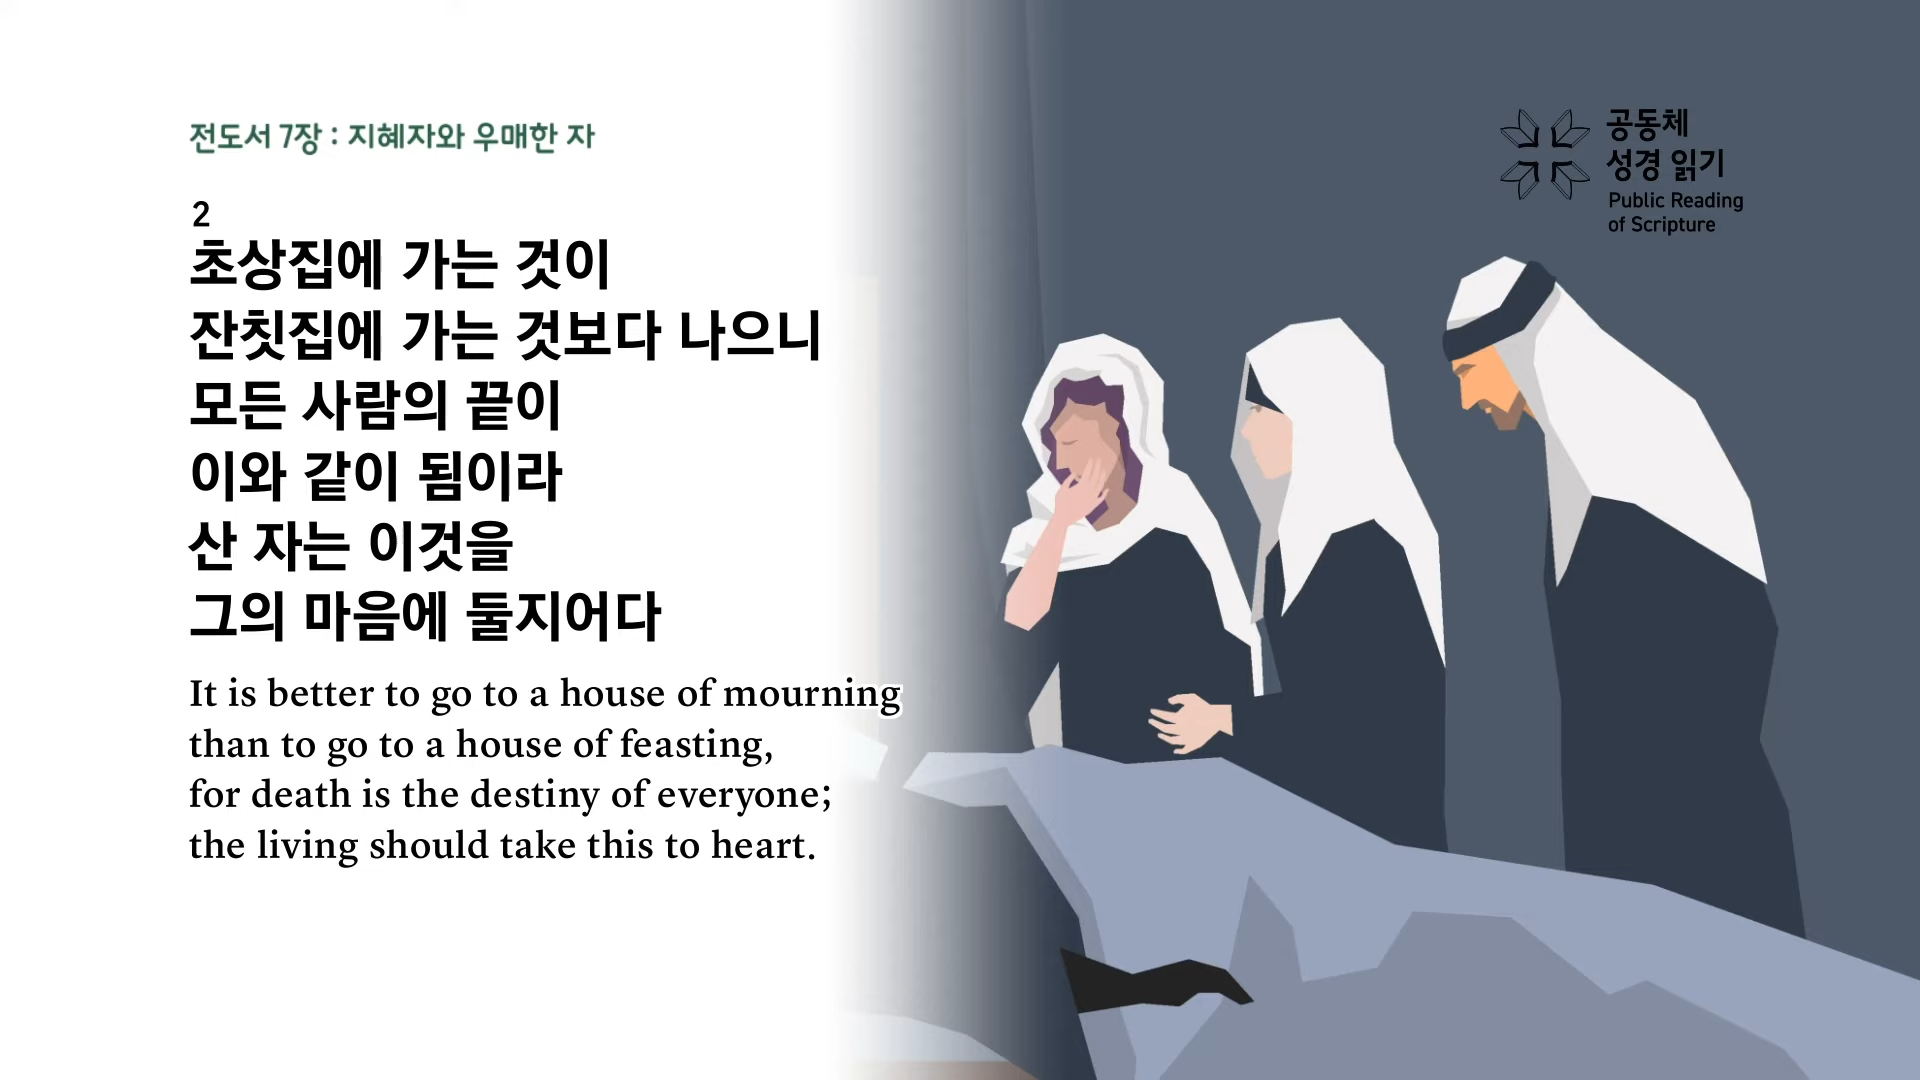 전도서 7장 : 지혜자와 우매한 자
2
초상집에 가는 것이
잔칫집에 가는 것보다 나으니
모든 사람의 끝이
이와 같이 됨이라
산 자는 이것을
그의 마음에 둘지어다
It is better to go to a house of mourning
than to go to a house of feasting,
for death is the destiny of everyone;
the living should take this to heart.
공동체
성경 읽기
Public Reading
of Scripture